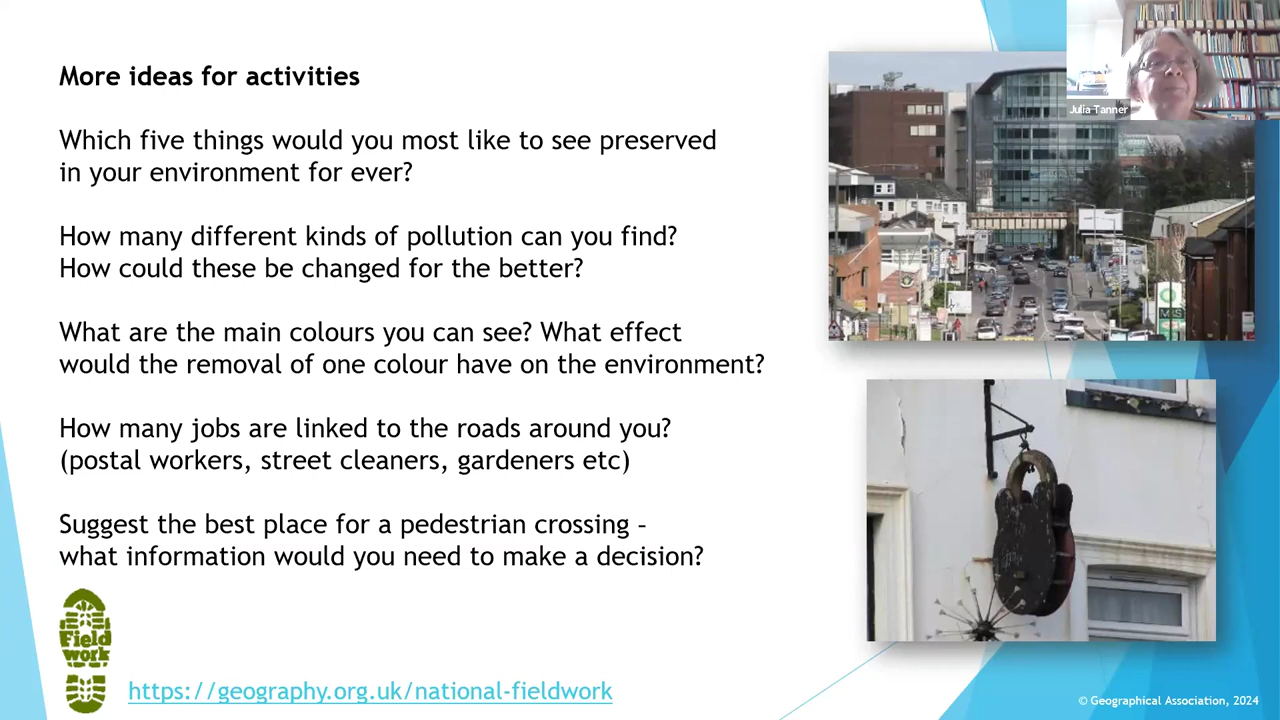 More ideas for activities
Which five things would you most like to see preserved
in your environment for ever?
How many different kinds of pollution can you find?
How could these be changed for the better?
What are the main colours you can see? What effect
would the removal of one colour have on the environment?
How many jobs are linked to the roads around you?
(postal workers, street cleaners, gardeners etc)
Suggest the best place for a pedestrian crossing –
what information would you need to make a decision?
Field
work
https://geography.org.uk/national-fieldwork
Julia Tanner
M&S
© Geographical Association, 2024